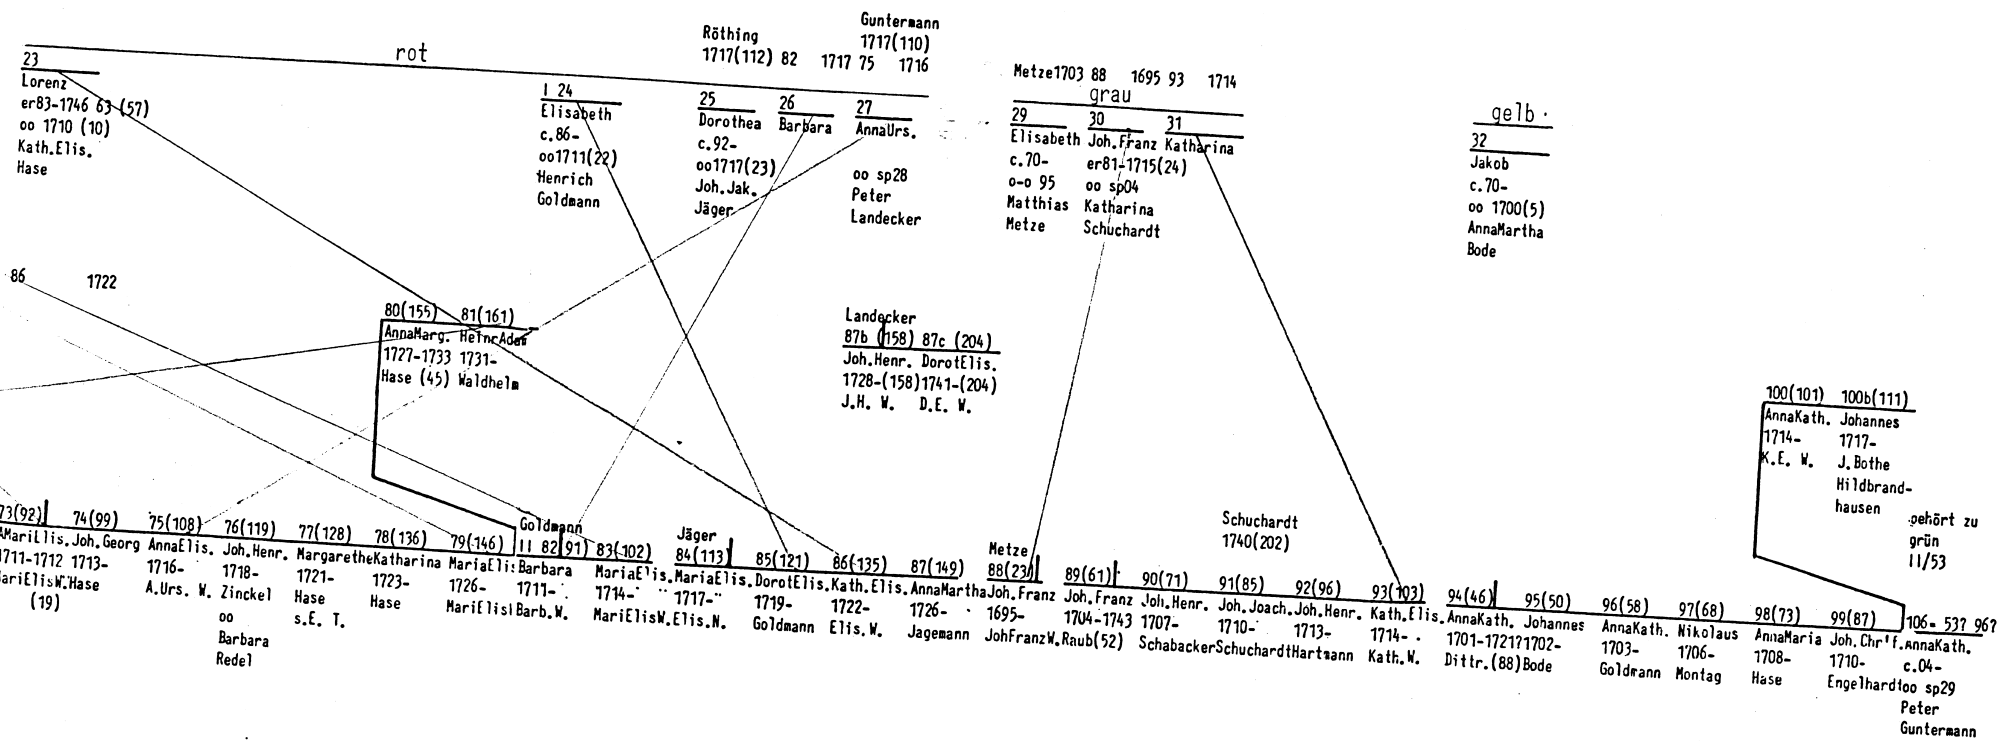 Guntermann
Röthing 1717(110)
1717(112) 82 1717 75 1716
rot
Metze1703 88 1695 93 1714
grau
gelb
23
Lorenz
er83-1746 63 (57)
oo 1710 (10)
Kath.Elis.
Hase
I 24
Elisabeth
c.86-
oo1711(22)
Henrich
Goldmann
25
Dorothea
c.92-
oo1717(23)
Joh.Jak.
Jäger
26
Barbara
27
AnnaUrs.
oo sp28
Peter
Landecker
29
Elisabeth
c.70-
o-o 95
Matthias
Metze
30
Joh.Franz
er81-1715(24)
oo sp04
Katharina
Schuchardt
31
Katharina
32
Jakob
c.70-
oo 1700(5)
AnnaMartha
Bode
86 1722
80(155) 81(161)
AnnaMarg. HeinrAdam
1727-1733 1731-
Hase (45) Waldhelm
Landecker
87b (158) 87c (204)
Joh.Henr. DorotElis.
1728-(158)1741-(204)
J.H. W. D.E. W.
100(101) 100b(111)
AnnaKath. Johannes
1714- 1717-
K.E. W. J.Bothe
Hildbrand-
hausen
gehört zu
grün
II/53
73(92)
AMariElis.
1711-1712
MariElisW.
(19)
74(99)
Joh.Georg
1713-
Hase
75(108)
AnnaElis.
1716-
A.Urs. W.
76(119)
Joh.Henr.
1718-
Zinckel
oo
Barbara
Redel
77(128)
Margarethe
1721-
Hase
s.E. T.
78(136)
Katharina
1723-
Hase
79(146)
MariaElis
1726-
MariElis
Goldmann
II 82(91)
Barbara
1711-
Barb.W.
83(102)
MariaElis.
1714-
MariElisW.
Jäger
84(113)
MariaElis.
1717-
Elis.N.
85(121)
DorotElis.
1719-
Goldmann
86(135)
Kath.Elis.
1722-
Elis.W.
87(149)
AnnaMartha
1726-
Jagemann
Metze
88(23)
Joh.Franz
1695-
JohFranzW.
89(61)
Joh.Franz
1704-1743
Raub(52)
90(71)
Joh.Henr.
1707-
Schabacker
Schuchardt
1740(202)
91(85)
Joh.Joach.
1710-
Schuchardt
92(96)
Joh.Henr.
1713-
Hartmann
93(103)
Kath.Elis.
1714-
Kath.W.
94(46)
AnnaKath.
1701-1721?
Dittr.(88)
95(50)
Johannes
1702-
Bode
96(58)
AnnaKath.
1703-
Goldmann
97(68)
Nikolaus
1706-
Montag
98(73)
AnnaMaria
1708-
Hase
99(87)
Joh.Chr'f.
1710-
Engelhard
106- 53? 96?
AnnaKath.
c.04-
oo sp29
Peter
Guntermann